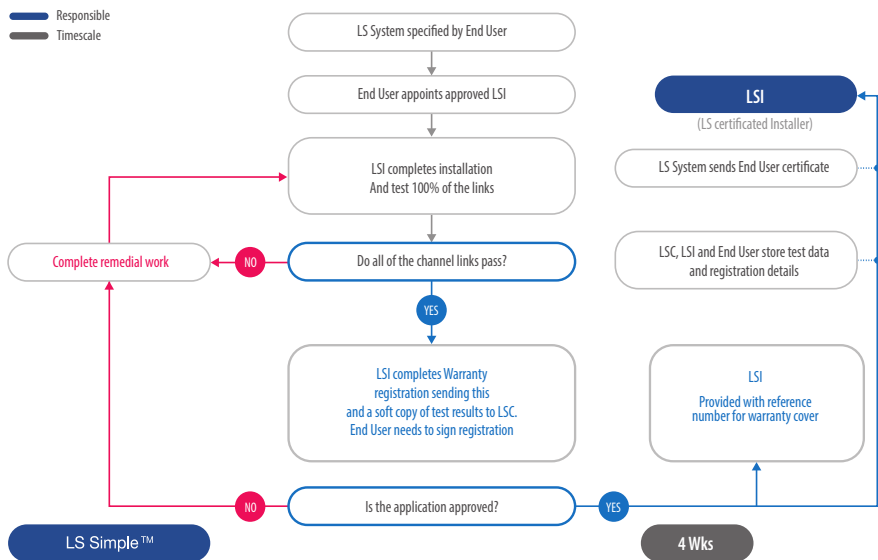 Responsible
Timescale
LS System specified by End User
End User appoints approved LSI
LSI completes installation
And test 100% of the links
Do all of the channel links pass?
NO
Complete remedial work
YES
LSI completes Warranty
registration sending this
and a soft copy of test results to LSC.
End User needs to sign registration
Is the application approved?
NO
YES
LSI
(LS certificated Installer)
LS System sends End User certificate
LSC, LSI and End User store test data
and registration details
LSI
Provided with reference
number for warranty cover
LS Simple™
4 Wks